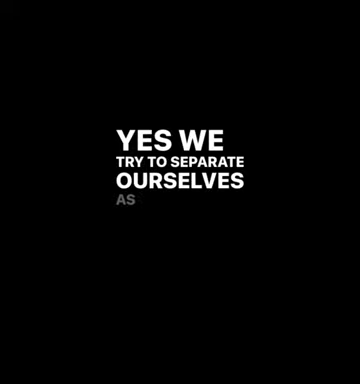 YES WE
TRY TO SEPARATE
OURSELVES
AS